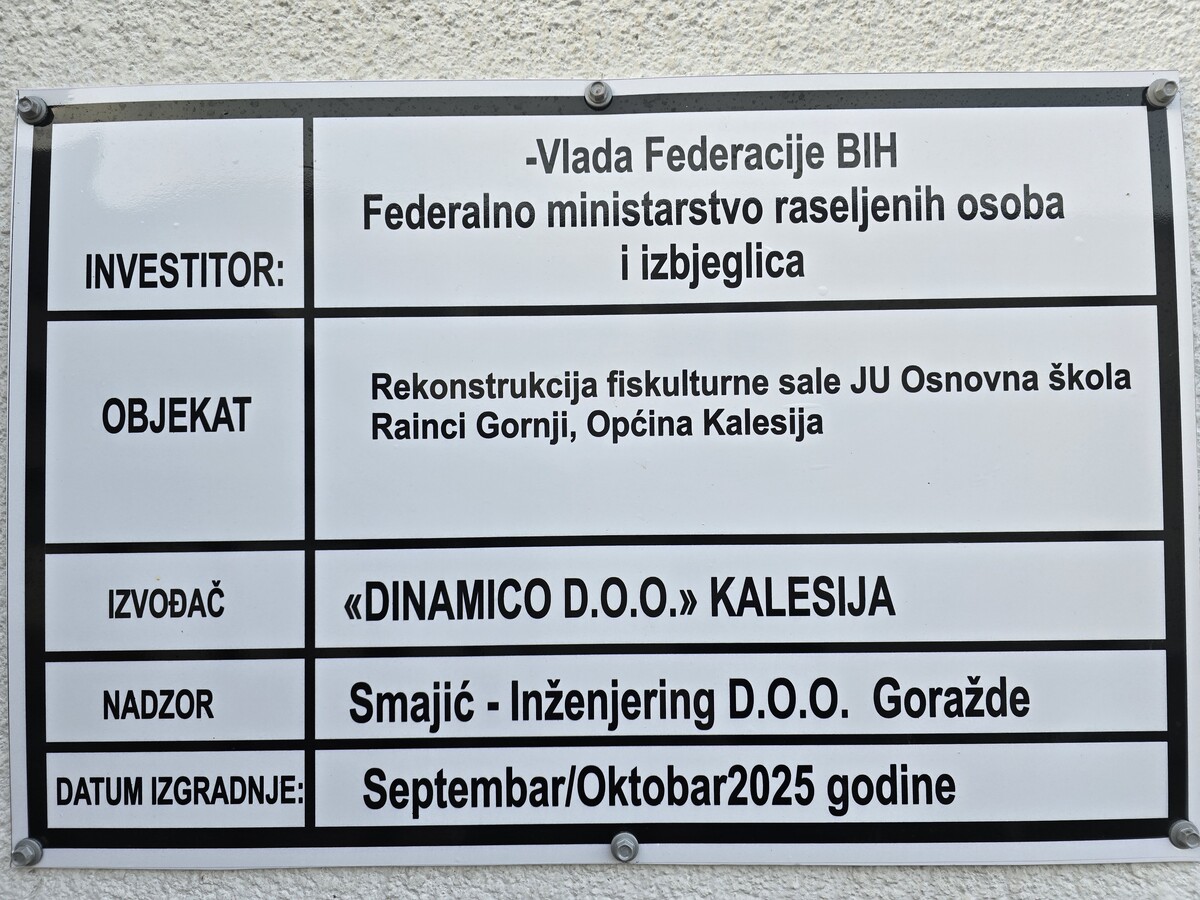 INVESTITOR:
-Vlada Federacije BIH
Federalno ministarstvo raseljenih osoba
i izbjeglica
OBJEKAT
Rekonstrukcija fiskulturne sale JU Osnovna škola
Rainci Gornji, Općina Kalesija
IZVOĐAČ
«DINAMICO D.O.O.» KALESIJA
NADZOR
Smajić - Inženjering D.O.O. Goražde
DATUM IZGRADNJE:
Septembar/Oktobar2025 godine